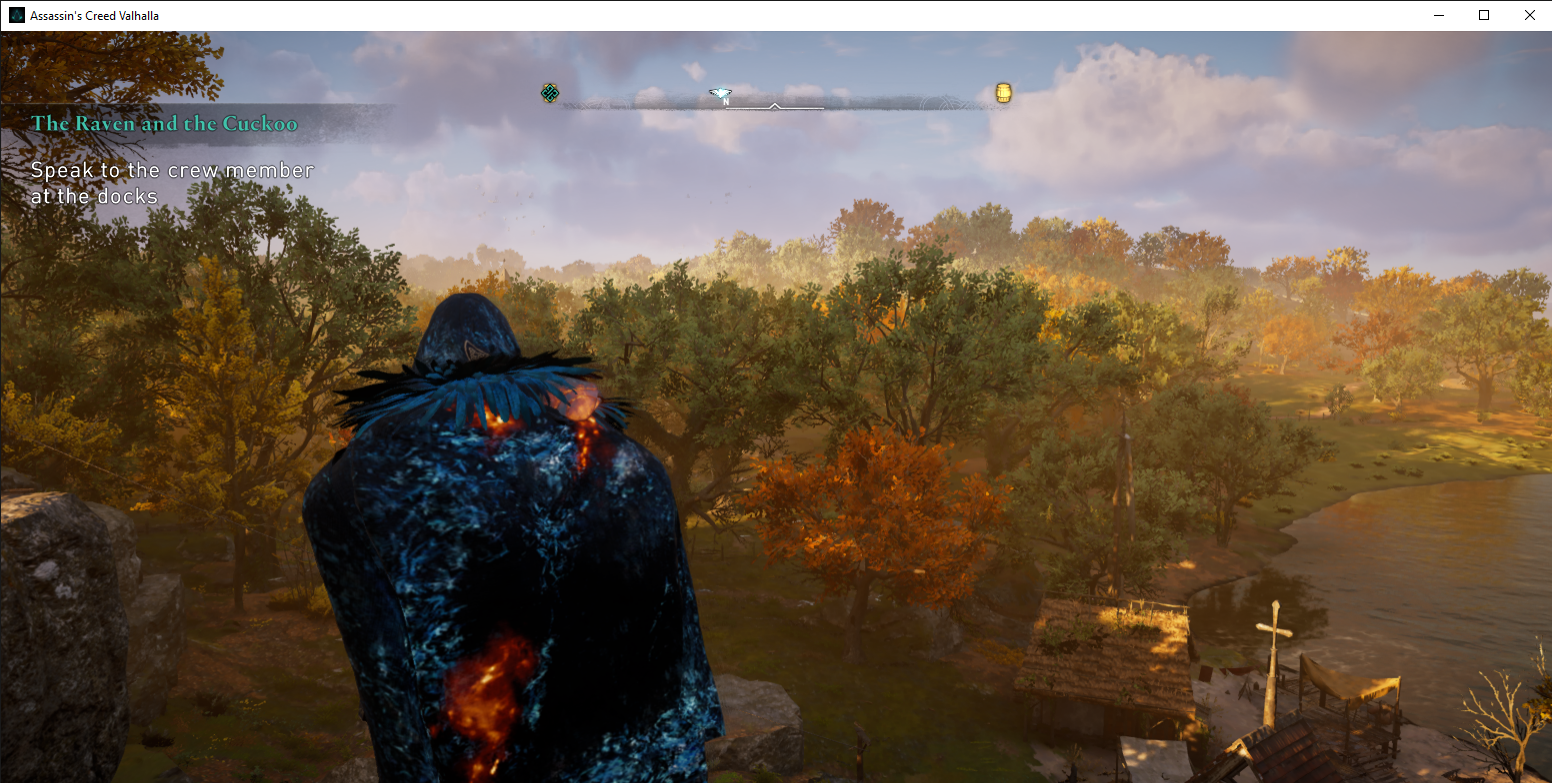 Assassin's Creed Valhalla
N
The Raven and the Cuckoo
Speak to the crew member
at the docks